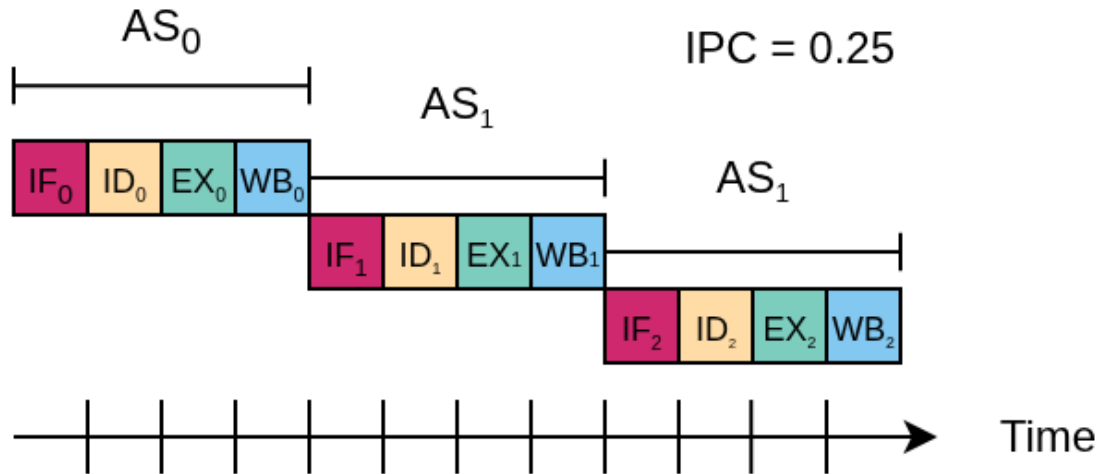 AS₀
IPC = 0.25
AS₁
AS₁
IF₀ ID₀ EX₀ WB₀
IF₁ ID₁ EX₁ WB₁
IF₂ ID₂ EX₂ WB₂
Time